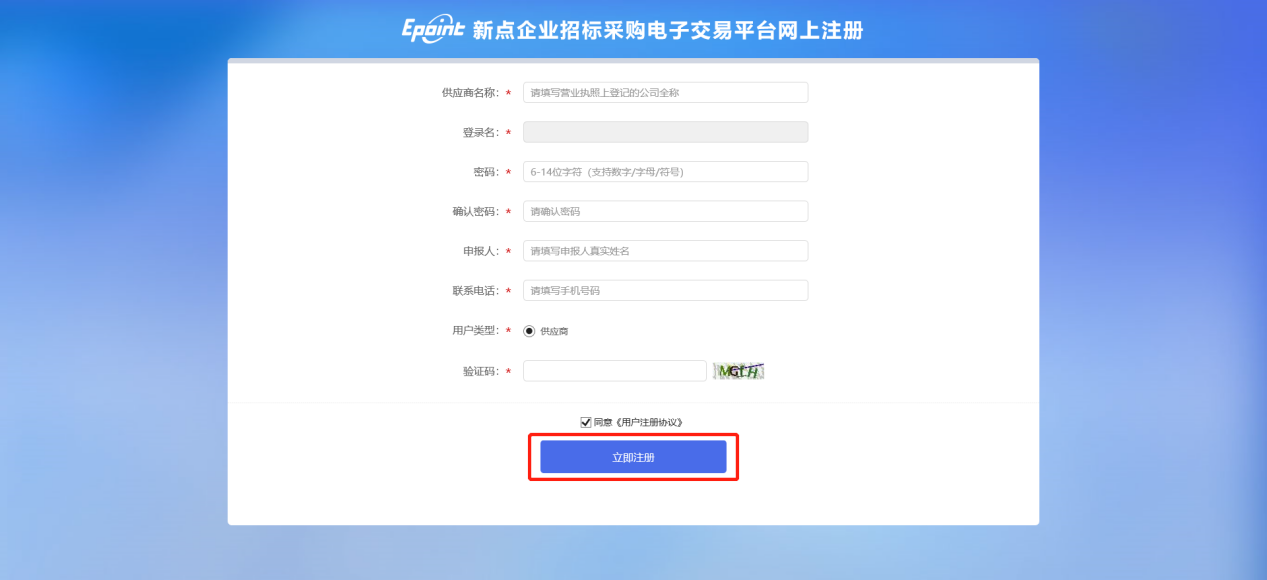 Epoint 新点企业招标采购电子交易平台网上注册
供应商名称： * 请填写营业执照上登记的公司全称
登录名： *
密码： * 6-14位字符（支持数字/字母/符号）
确认密码： * 请确认密码
申报人： * 请填写申报人真实姓名
联系电话： * 请填写手机号码
用户类型： * 供应商
验证码： * MGTH
同意《用户注册协议》
立即注册